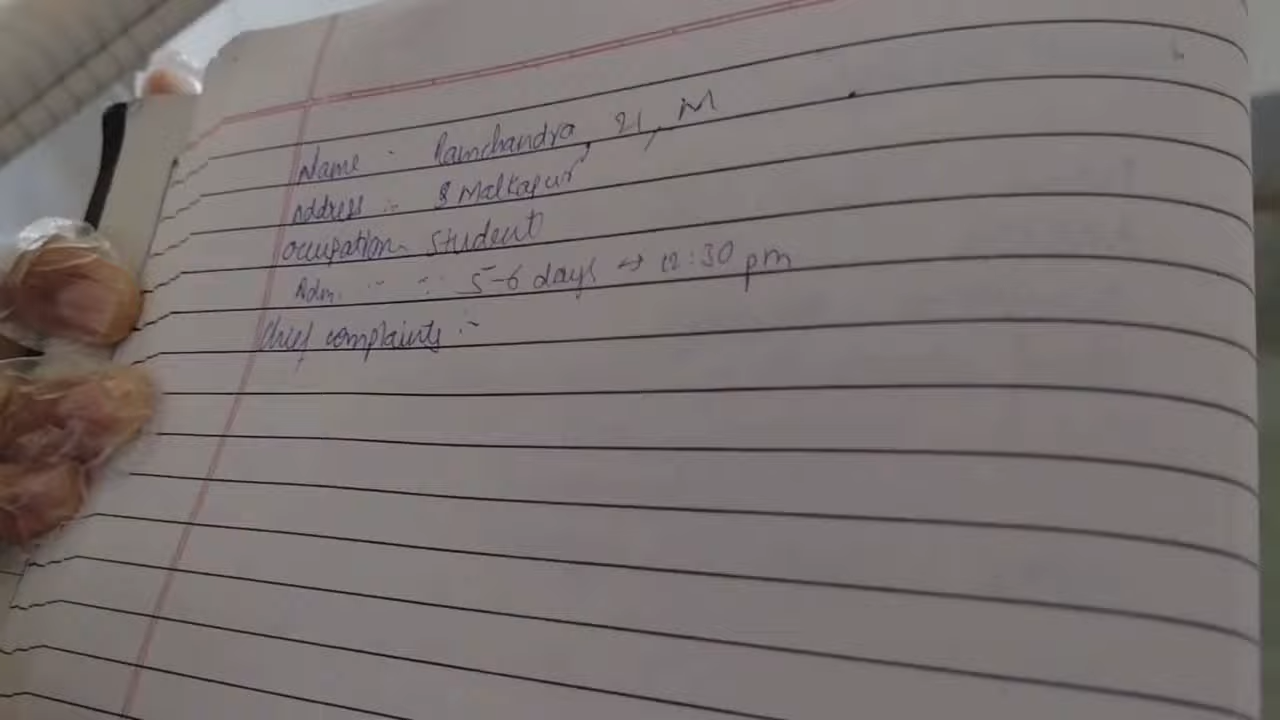 Name - Ramchandra, 21, M
Address :- Malkapur
Occupation - Student
Adm. - :- 5-6 days → 12:30 pm
Chief complaints :-